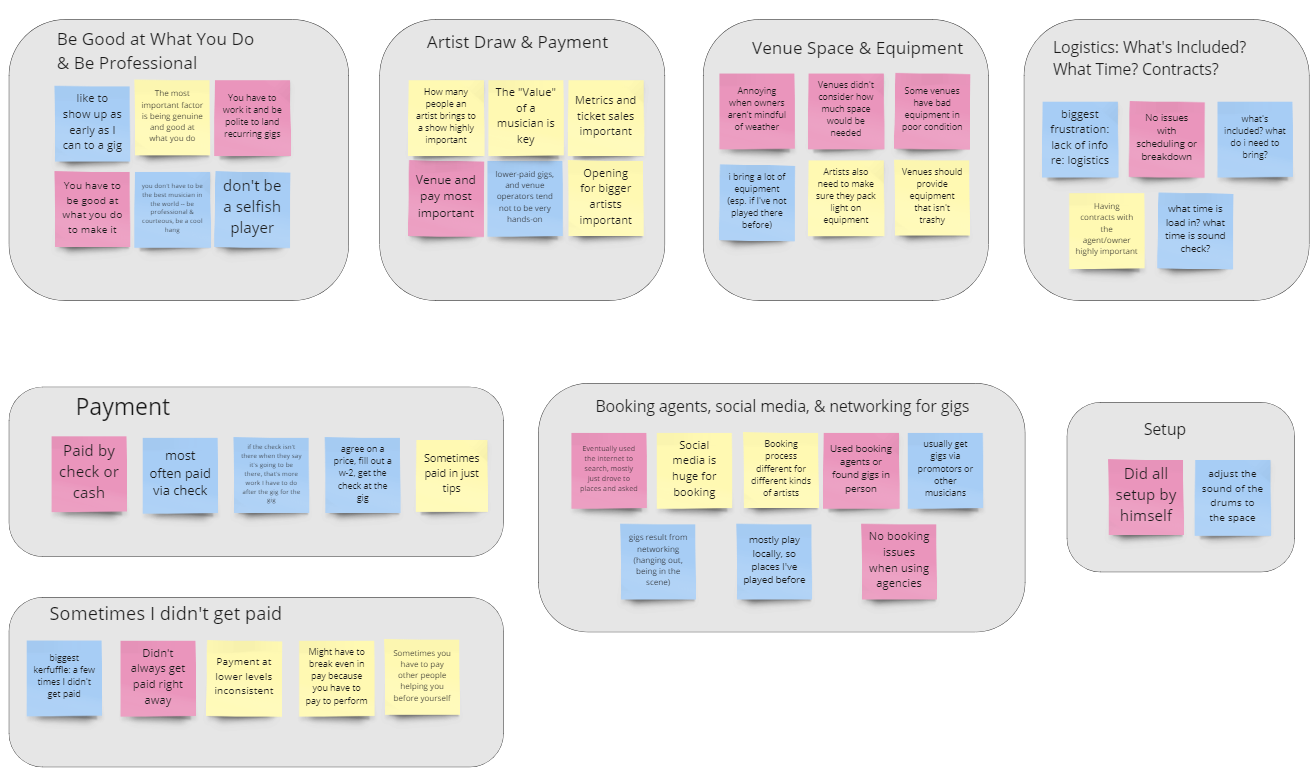 Be Good at What You Do
& Be Professional
like to
show up as
early as I
can to a gig
The most
important factor
is being genuine
and good at
what you do
You have to
work it and be
polite to land
recurring gigs
You have to
be good at
what you do
to make it
you don't have to be
the best musician in
the world – be
professional &
courteous, be a cool
hang
don't be
a selfish
player
Artist Draw & Payment
How many
people an
artist brings to
a show highly
important
The "Value"
of a
musician is
key
Metrics and
ticket sales
important
Venue and
pay most
important
lower-paid gigs,
and venue
operators tend
not to be very
hands-on
Opening
for bigger
artists
important
Venue Space & Equipment
Annoying
when owners
aren't mindful
of weather
Venues didn't
consider how
much space
would be
needed
Some venues
have bad
equipment in
poor condition
i bring a lot of
equipment
(esp. if I've not
played there
before)
Artists also
need to make
sure they pack
light on
equipment
Venues should
provide
equipment
that isn't
trashy
Logistics: What's Included?
What Time? Contracts?
biggest
frustration:
lack of info
re: logistics
No issues
with
scheduling or
breakdown
what's
included? what
do i need to
bring?
Having
contracts with
the
agent/owner
highly important
what time is
load in? what
time is sound
check?
Payment
Paid by
check or
cash
most
often paid
via check
if the check isn't
there when they say
it's going to be
there, that's more
work I have to do
after the gig for the
gig
agree on a
price, fill out a
w-2, get the
check at the
gig
Sometimes
paid in just
tips
Booking agents, social media, & networking for gigs
Eventually used
the internet to
search, mostly
just drove to
places and asked
Social
media is
huge for
booking
Booking
process
different for
different kinds
of artists
Used booking
agents or
found gigs in
person
usually get
gigs via
promotors or
other
musicians
gigs result from
networking
(hanging out,
being in the
scene)
mostly play
locally, so
places I've
played before
No booking
issues
when using
agencies
Setup
Did all
setup by
himself
adjust the
sound of the
drums to
the space
Sometimes I didn't get paid
biggest
kerfuffle: a few
times I didn't
get paid
Didn't
always get
paid right
away
Payment at
lower levels
inconsistent
Might have to
break even in
pay because
you have to
pay to perform
Sometimes you
have to pay
other people
helping you
before yourself